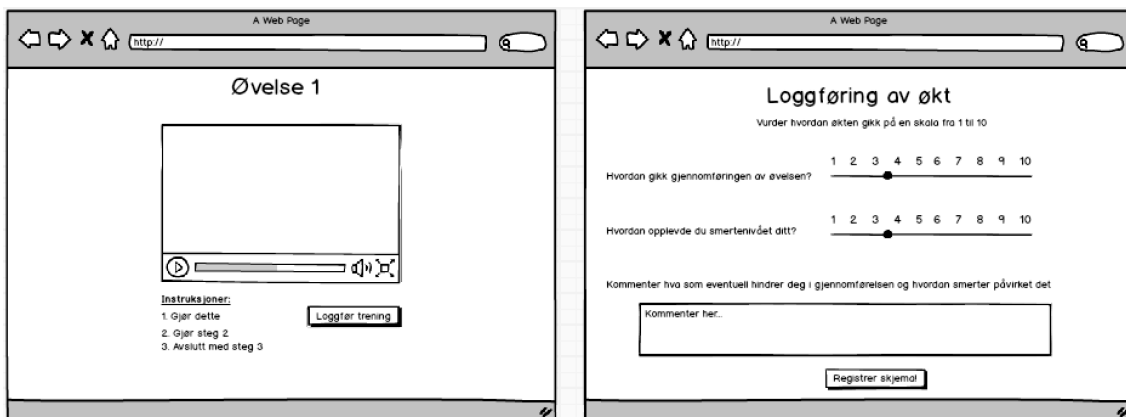 A Web Page
http://
Øvelse 1
Instruksjoner:
1. Gjør dette
2. Gjør steg 2
3. Avslutt med steg 3
Loggfør trening
A Web Page
http://
Loggføring av økt
Vurder hvordan økten gikk på en skala fra 1 til 10
1 2 3 4 5 6 7 8 9 10
Hvordan gikk gjennomføringen av øvelsen?
1 2 3 4 5 6 7 8 9 10
Hvordan opplevde du smertenivået ditt?
Kommenter hva som eventuell hindrer deg i gjennomførelsen og hvordan smerter påvirket det
Kommenter her...
Registrer skjema!